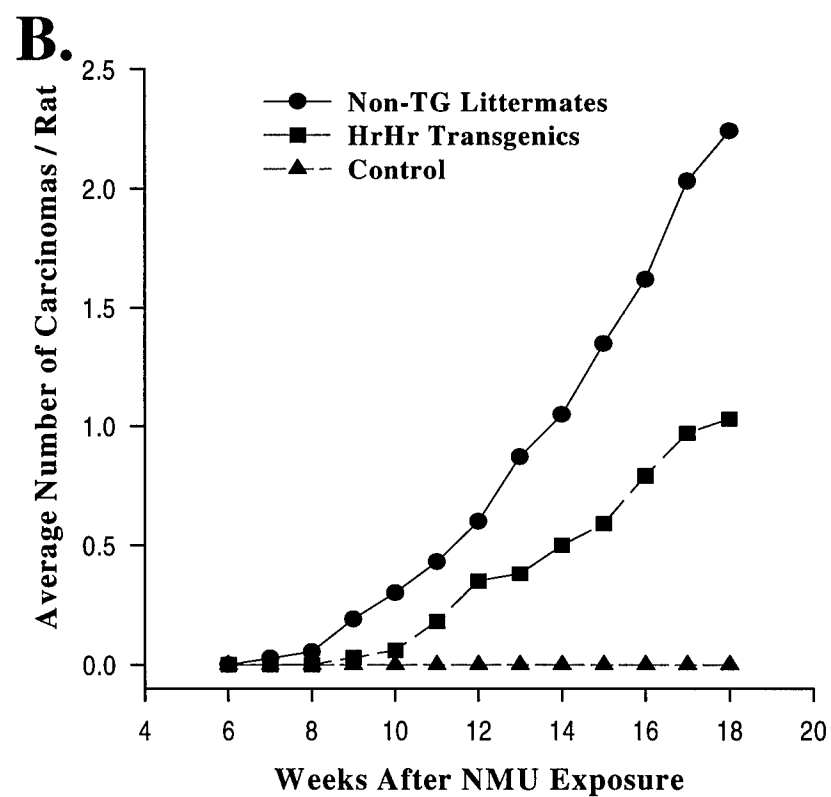 B.
Average Number of Carcinomas / Rat
2.5
2.0
1.5
1.0
0.5
0.0
Non-TG Littermates
HrHr Transgenics
Control
4 6 8 10 12 14 16 18 20
Weeks After NMU Exposure